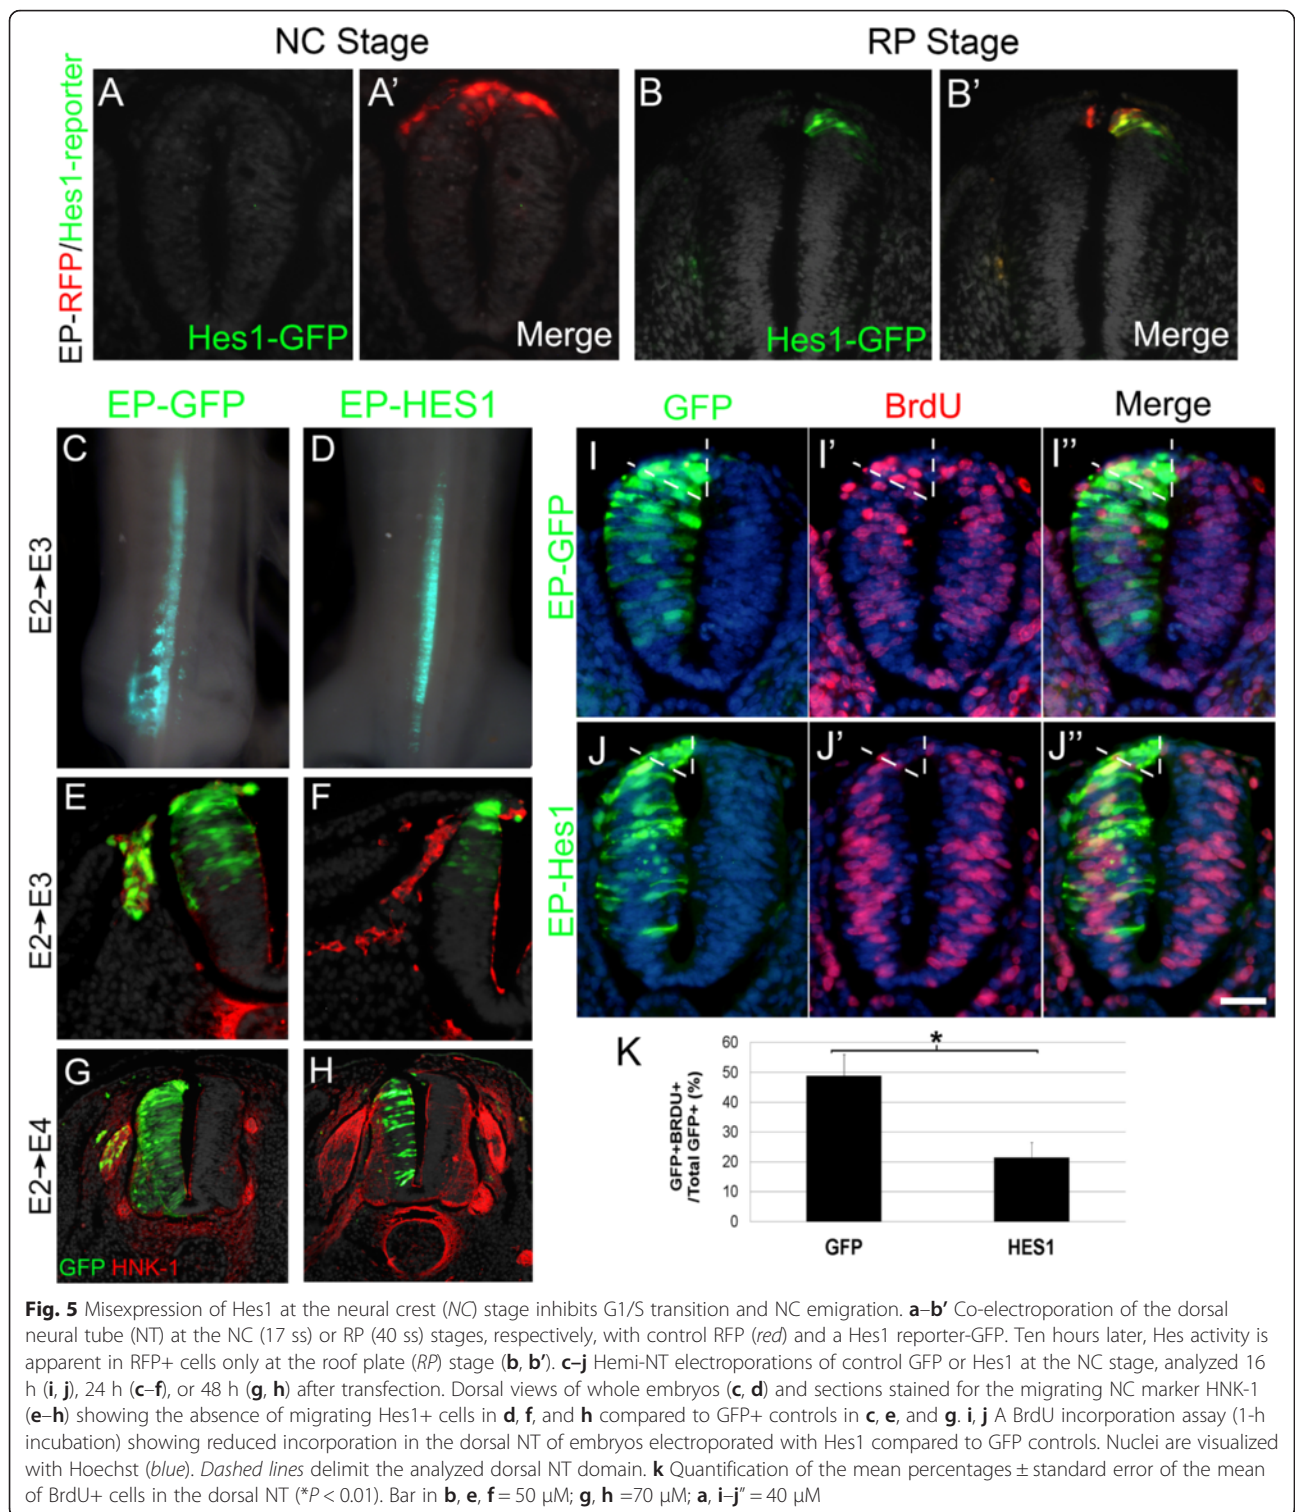 NC Stage
RP Stage
EP-RFP/Hes1-reporter
A
A’
B
B’
Hes1-GFP
Merge
Hes1-GFP
Merge
EP-GFP
EP-HES1
E2→E3
C
D
E2→E3
E
F
E2→E4
G
H
GFP HNK-1
GFP
BrdU
Merge
EP-GFP
I
I’
I’’
EP-Hes1
J
J’
J’’
K
GFP+BRDU+
/Total GFP+ (%)
60
50
40
30
20
10
0
*
GFP
HES1
Fig. 5 Misexpression of Hes1 at the neural crest (NC) stage inhibits G1/S transition and NC emigration. a–b’ Co-electroporation of the dorsal
neural tube (NT) at the NC (17 ss) or RP (40 ss) stages, respectively, with control RFP (red) and a Hes1 reporter-GFP. Ten hours later, Hes activity is
apparent in RFP+ cells only at the roof plate (RP) stage (b, b’). c–j Hemi-NT electroporations of control GFP or Hes1 at the NC stage, analyzed 16
h (i, j), 24 h (c–f), or 48 h (g, h) after transfection. Dorsal views of whole embryos (c, d) and sections stained for the migrating NC marker HNK-1
(e–h) showing the absence of migrating Hes1+ cells in d, f, and h compared to GFP+ controls in c, e, and g. i, j A BrdU incorporation assay (1-h
incubation) showing reduced incorporation in the dorsal NT of embryos electroporated with Hes1 compared to GFP controls. Nuclei are visualized
with Hoechst (blue). Dashed lines delimit the analyzed dorsal NT domain. k Quantification of the mean percentages ± standard error of the mean
of BrdU+ cells in the dorsal NT (*P < 0.01). Bar in b, e, f = 50 μM; g, h =70 μM; a, i–j” = 40 μM